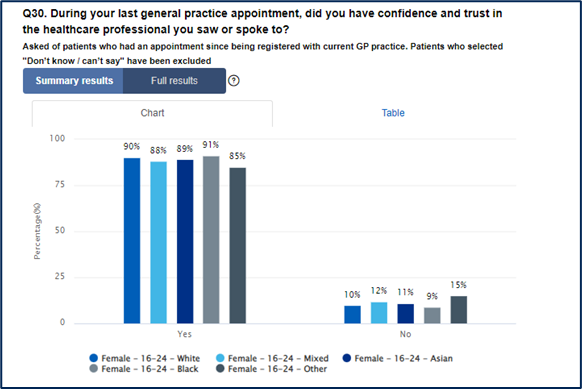 Q30. During your last general practice appointment, did you have confidence and trust in
the healthcare professional you saw or spoke to?
Asked of patients who had an appointment since being registered with current GP practice. Patients who selected
"Don't know / can't say" have been excluded
Summary results Full results ?
Chart Table
100
75
50
25
0
Percentage(%)
90% 88% 89% 91% 85%
10% 12% 11% 9% 15%
Yes No
Female - 16-24 - White Female - 16-24 - Mixed Female - 16-24 - Asian
Female - 16-24 - Black Female - 16-24 - Other